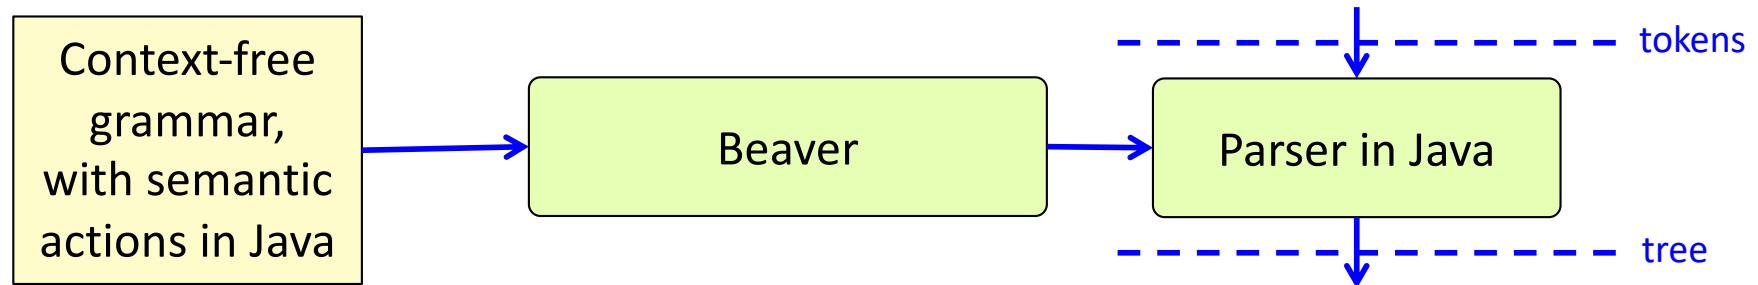 Context-free
grammar,
with semantic
actions in Java
Beaver
Parser in Java
tokens
tree